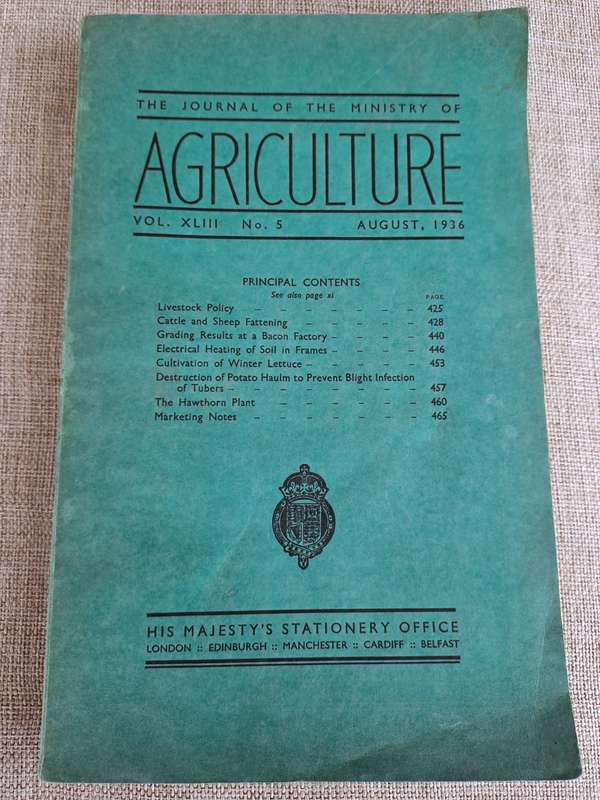 THE JOURNAL OF THE MINISTRY OF
AGRICULTURE
VOL. XLIII No. 5 AUGUST, 1936
PRINCIPAL CONTENTS
See also page xi
PAGE
Livestock Policy – – – – – – – 425
Cattle and Sheep Fattening – – – – – 428
Grading Results at a Bacon Factory – – – – 440
Electrical Heating of Soil in Frames – – – – 446
Cultivation of Winter Lettuce – – – – – 453
Destruction of Potato Haulm to Prevent Blight Infection
of Tubers – – – – – – – – 457
The Hawthorn Plant – – – – – – 460
Marketing Notes – – – – – – – 465
HIS MAJESTY'S STATIONERY OFFICE
LONDON :: EDINBURGH :: MANCHESTER :: CARDIFF :: BELFAST